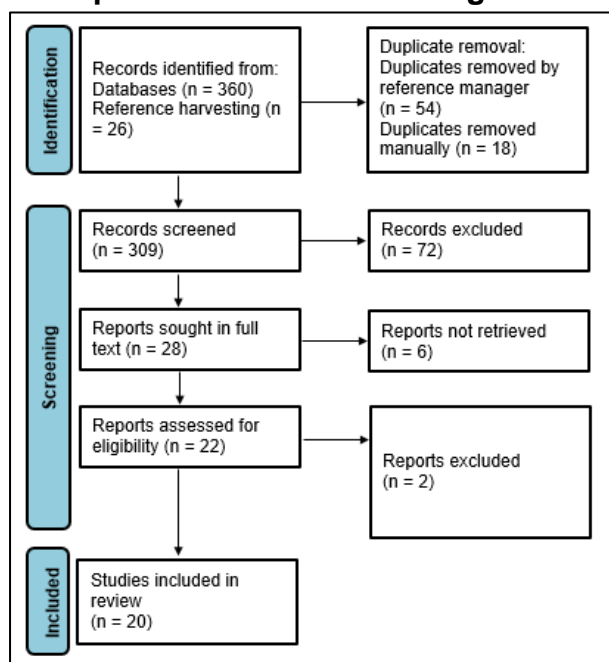 Identification
Records identified from:
Databases (n = 360)
Reference harvesting (n
= 26)
Duplicate removal:
Duplicates removed by
reference manager
(n = 54)
Duplicates removed
manually (n = 18)
Screening
Records screened
(n = 309)
Records excluded
(n = 72)
Reports sought in full
text (n = 28)
Reports not retrieved
(n = 6)
Reports assessed for
eligibility (n = 22)
Reports excluded
(n = 2)
Included
Studies included in
review
(n = 20)